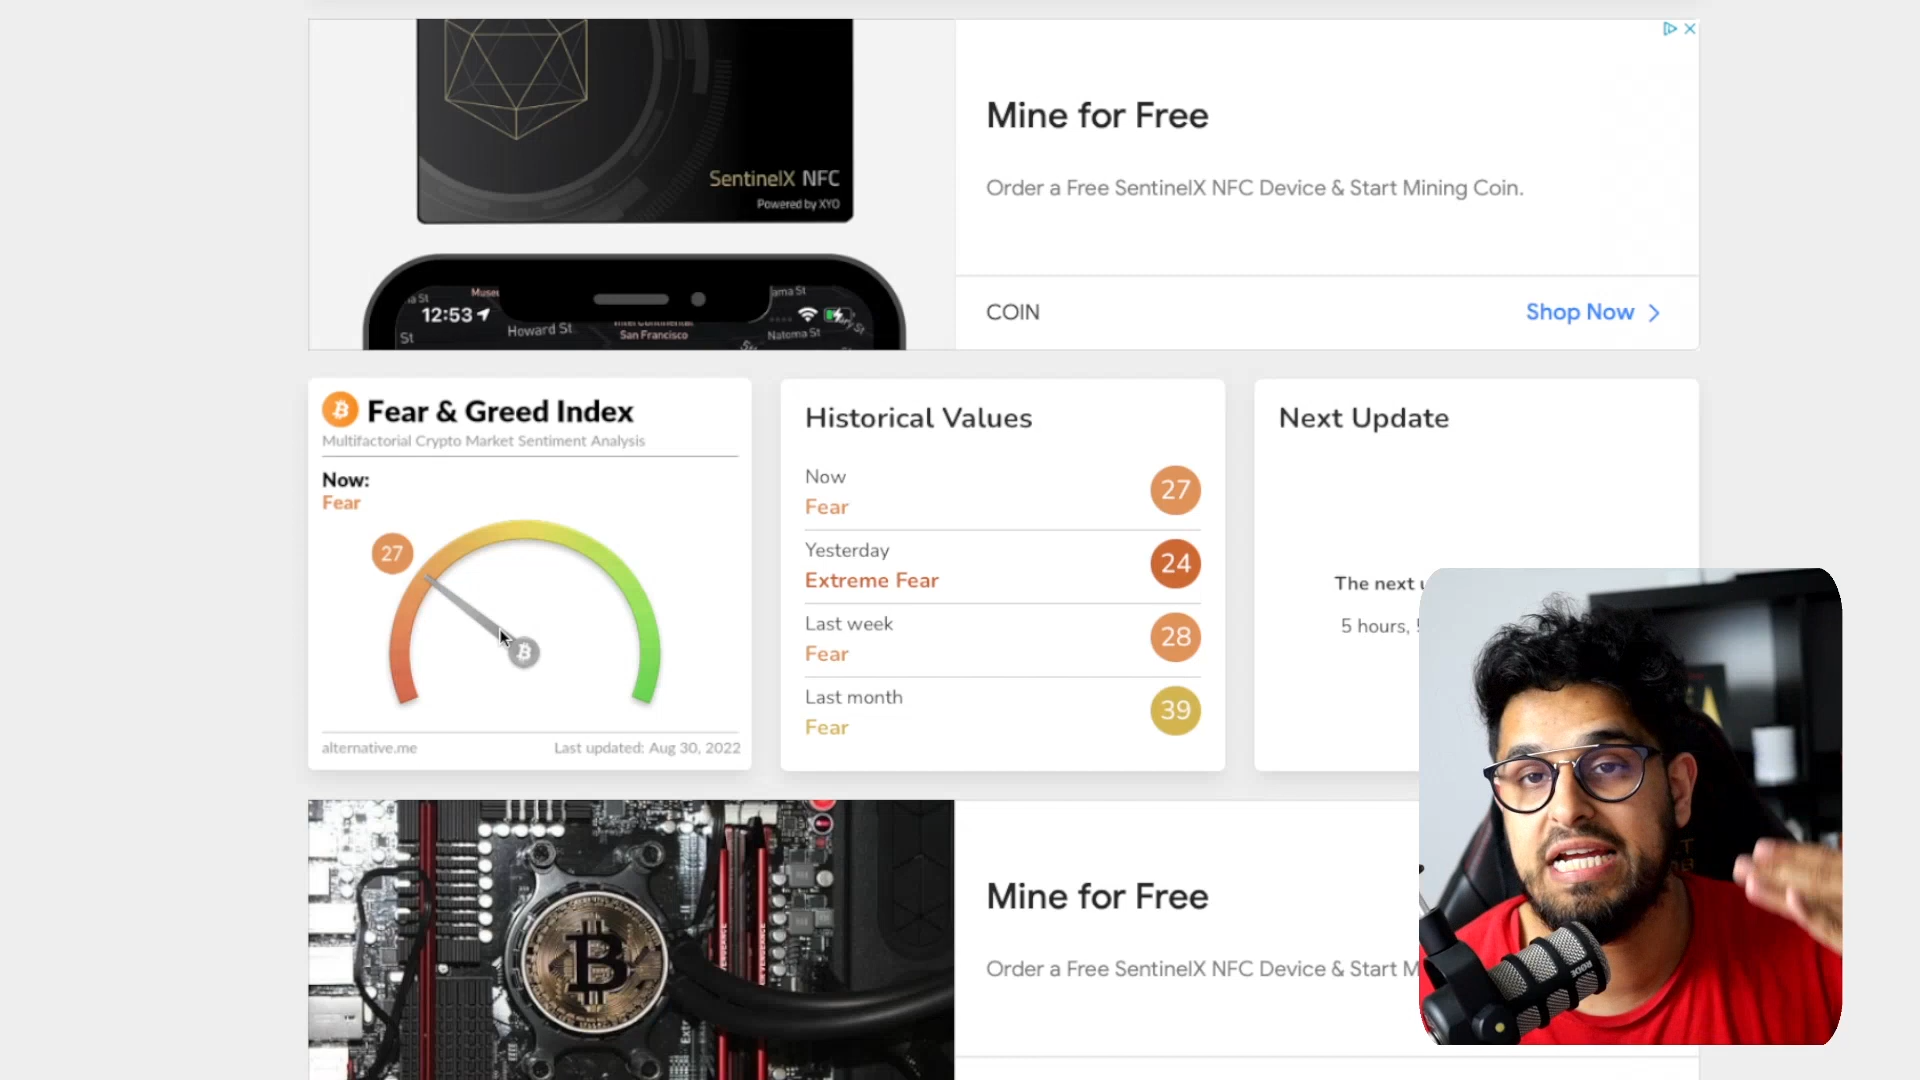 SentinelX NFC
Powered by XYO
Mine for Free
Order a Free SentinelX NFC Device & Start Mining Coin.
COIN
Shop Now
12:53
Howard St
San Francisco
Natoma St
St
Fear & Greed Index
Multifactorial Crypto Market Sentiment Analysis
Now:
Fear
27
alternative.me
Last updated: Aug 30, 2022
Historical Values
Now
Fear
27
Yesterday
Extreme Fear
24
Last week
Fear
28
Last month
Fear
39
Next Update
The next
5 hours,
Mine for Free
Order a Free SentinelX NFC Device & Start M
RODE